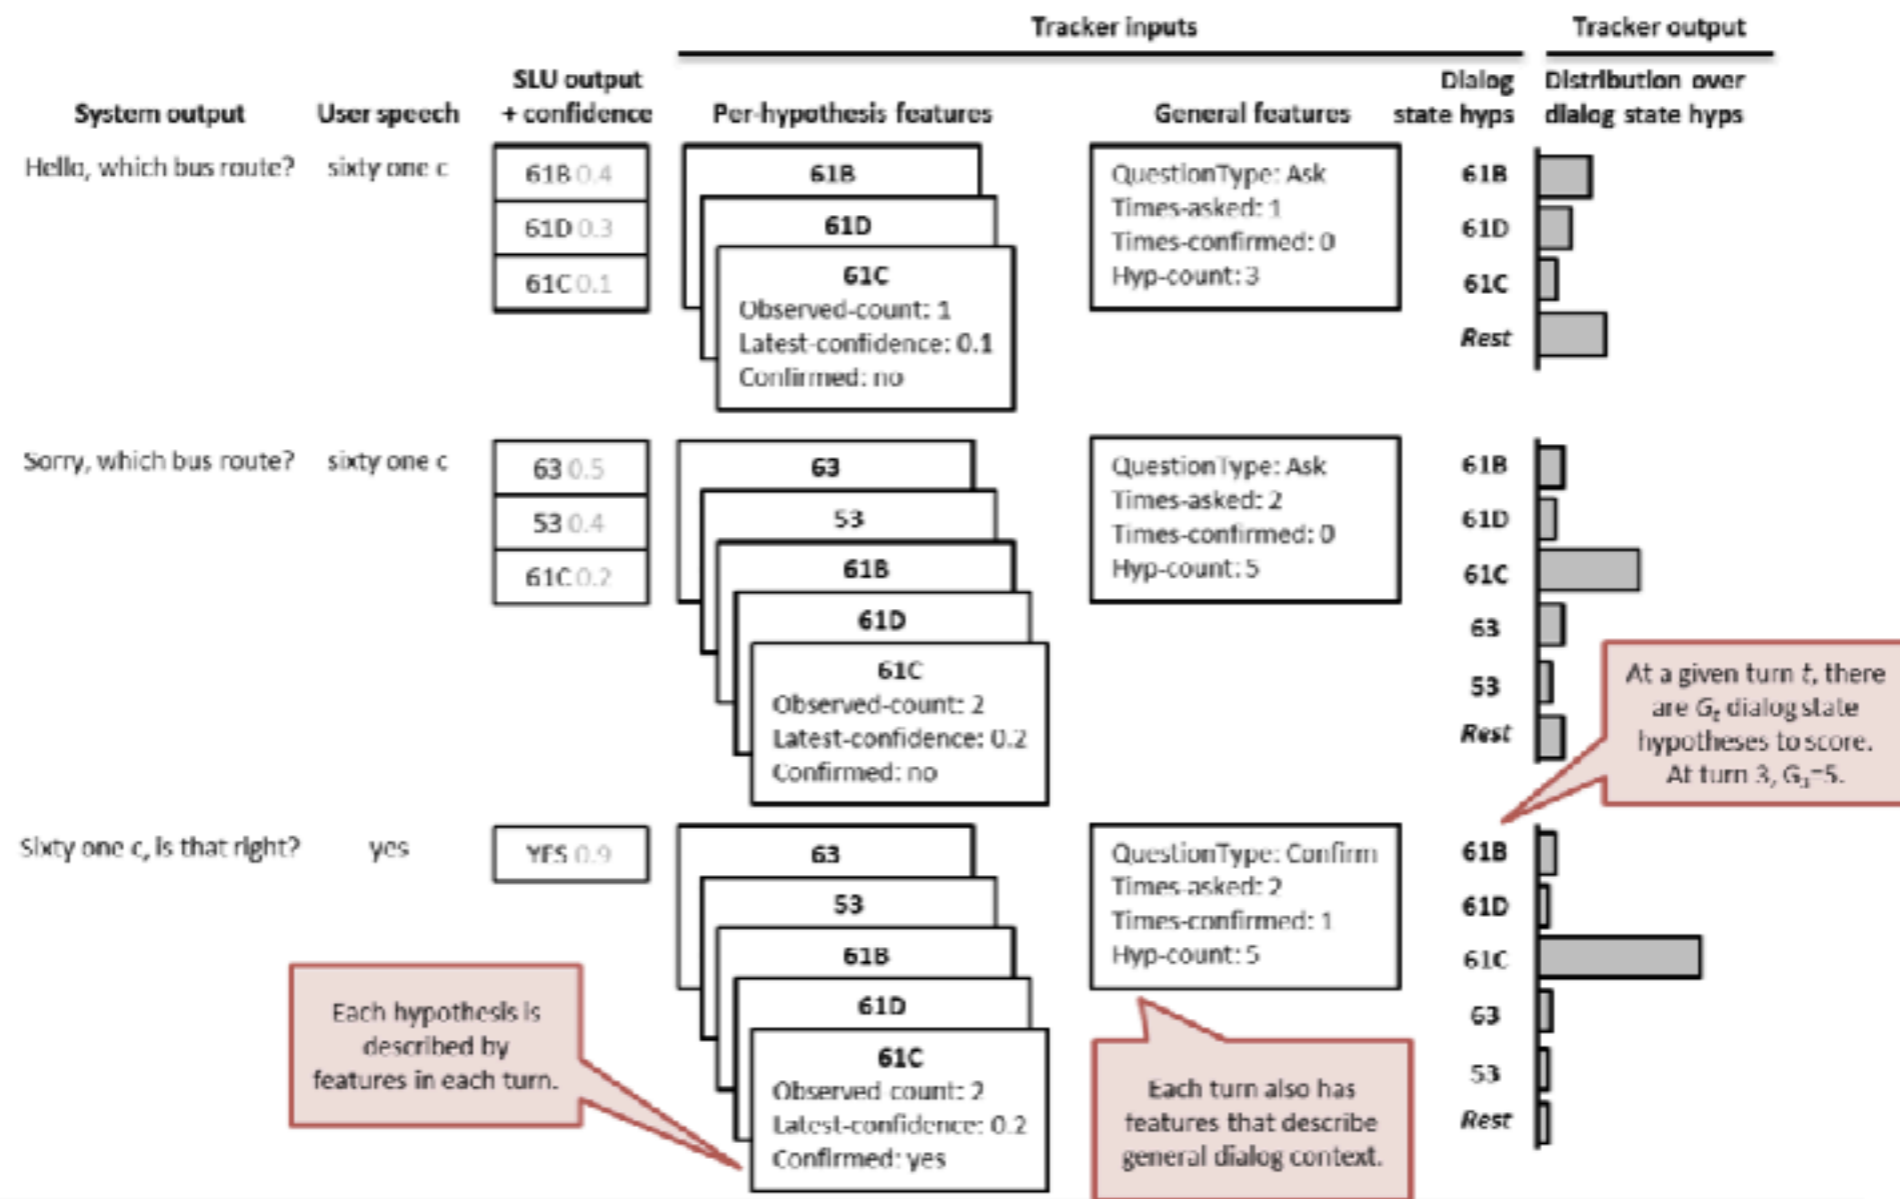 Tracker inputs
Tracker output
System output
User speech
SLU output
+ confidence
Per-hypothesis features
General features
Dialog
state hyps
Distribution over
dialog state hyps
Hello, which bus route?
sixty one c
61B 0.4
61D 0.3
61C 0.1
61B
61D
61C
Observed-count: 1
Latest-confidence: 0.1
Confirmed: no
QuestionType: Ask
Times-asked: 1
Times-confirmed: 0
Hyp-count: 3
61B
61D
61C
Rest
Sorry, which bus route?
sixty one c
63 0.5
53 0.4
61C 0.2
63
53
61B
61D
61C
Observed-count: 2
Latest-confidence: 0.2
Confirmed: no
QuestionType: Ask
Times-asked: 2
Times-confirmed: 0
Hyp-count: 5
61B
61D
61C
63
53
Rest
At a given turn t, there
are Gt dialog state
hypotheses to score.
At turn 3, G3=5.
Sixty one c, is that right?
yes
YES 0.9
63
53
61B
61D
61C
Observed count: 2
Latest-confidence: 0.2
Confirmed: yes
QuestionType: Confirm
Times-asked: 2
Times-confirmed: 1
Hyp-count: 5
61B
61D
61C
63
53
Rest
Each hypothesis is
described by
features in each turn.
Each turn also has
features that describe
general dialog context.